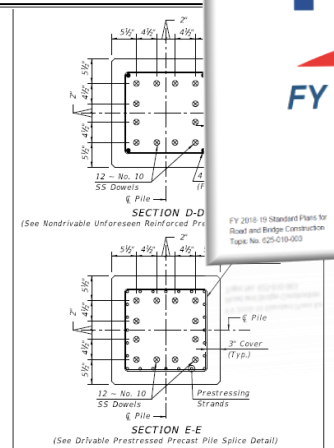 2"
5½" 4½" 4½"
5½"
4½"
2"
4½"
5½"
12 ~ No. 10
SS Dowels
4
(F
₵ Pile
SECTION D-D
(See Nondrivable Unforeseen Reinforced Pre
FY
FY 2018-19 Standard Plans for
Road and Bridge Construction
Topic No. 625-010-003
2"
5½" 4½" 4½" 5½"
5½"
4½"
2"
4½"
5½"
₵ Pile
3" Cover
(Typ.)
12 ~ No. 10
SS Dowels
Prestressing
Strands
₵ Pile
SECTION E-E
(See Drivable Prestressed Precast Pile Splice Detail)